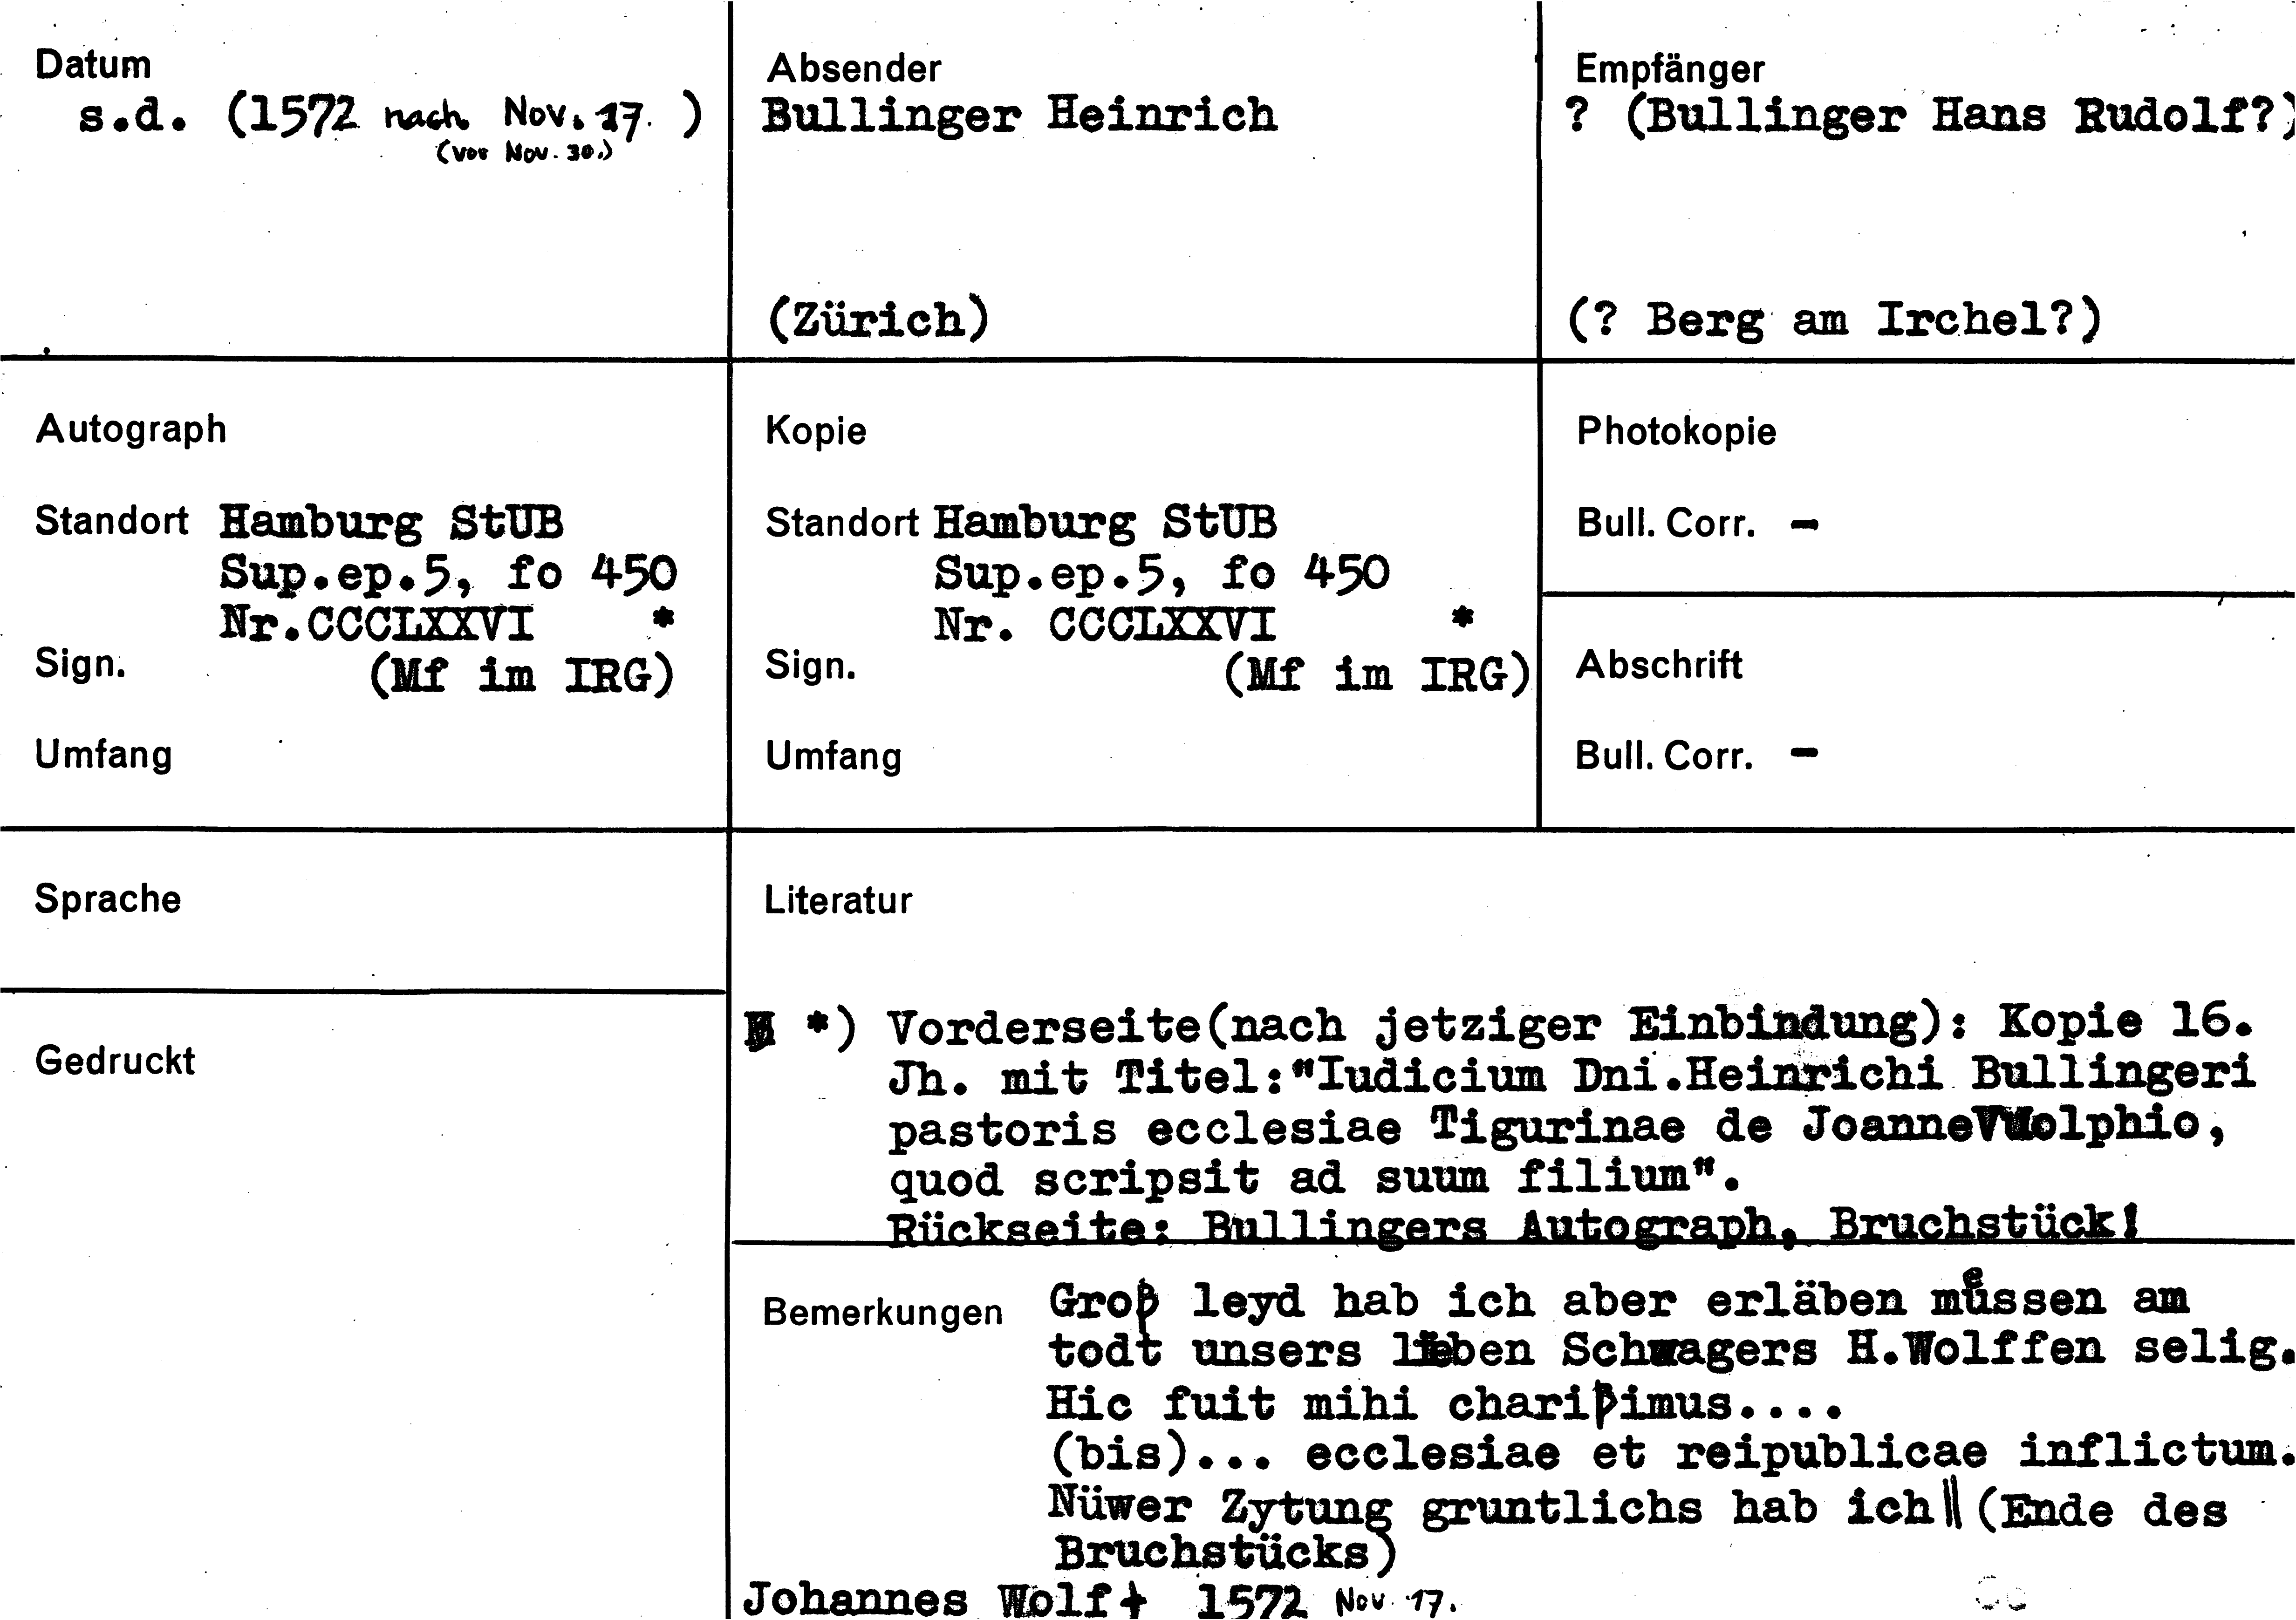 Datum
s.d. (1572 nach Nov. 17. )
(vor Nov. 30.)
Absender
Bullinger Heinrich
(Zürich)
Empfänger
? (Bullinger Hans Rudolf?)
(? Berg am Irchel?)
Autograph
Standort Hamburg StUB
Sup.ep.5, fo 450
Nr.CCCLXXVI *
Sign. (Mf im IRG)
Umfang
Kopie
Standort Hamburg StUB
Sup.ep.5, fo 450
Nr. CCCLXXVI *
Sign. (Mf im IRG)
Umfang
Photokopie
Bull. Corr. -
Abschrift
Bull. Corr. -
Sprache
Gedruckt
Literatur
*) Vorderseite(nach jetziger Einbindung): Kopie 16.
Jh. mit Titel:"Iudicium Dni.Heinrichi Bullingeri
pastoris ecclesiae Tigurinae de Joanne Vuolphio,
quod scripsit ad suum filium".
Rückseite: Bullingers Autograph, Bruchstück!
Bemerkungen
Groß leyd hab ich aber erläben muͤssen am
todt unsers lieben Schwagers H.Wolffen selig.
Hic fuit mihi charißimus....
(bis)... ecclesiae et reipublicae inflictum.
Nüwer Zytung gruntlichs hab ich|| (Ende des
Bruchstücks)
Johannes Wolf † 1572 Nov. 17.